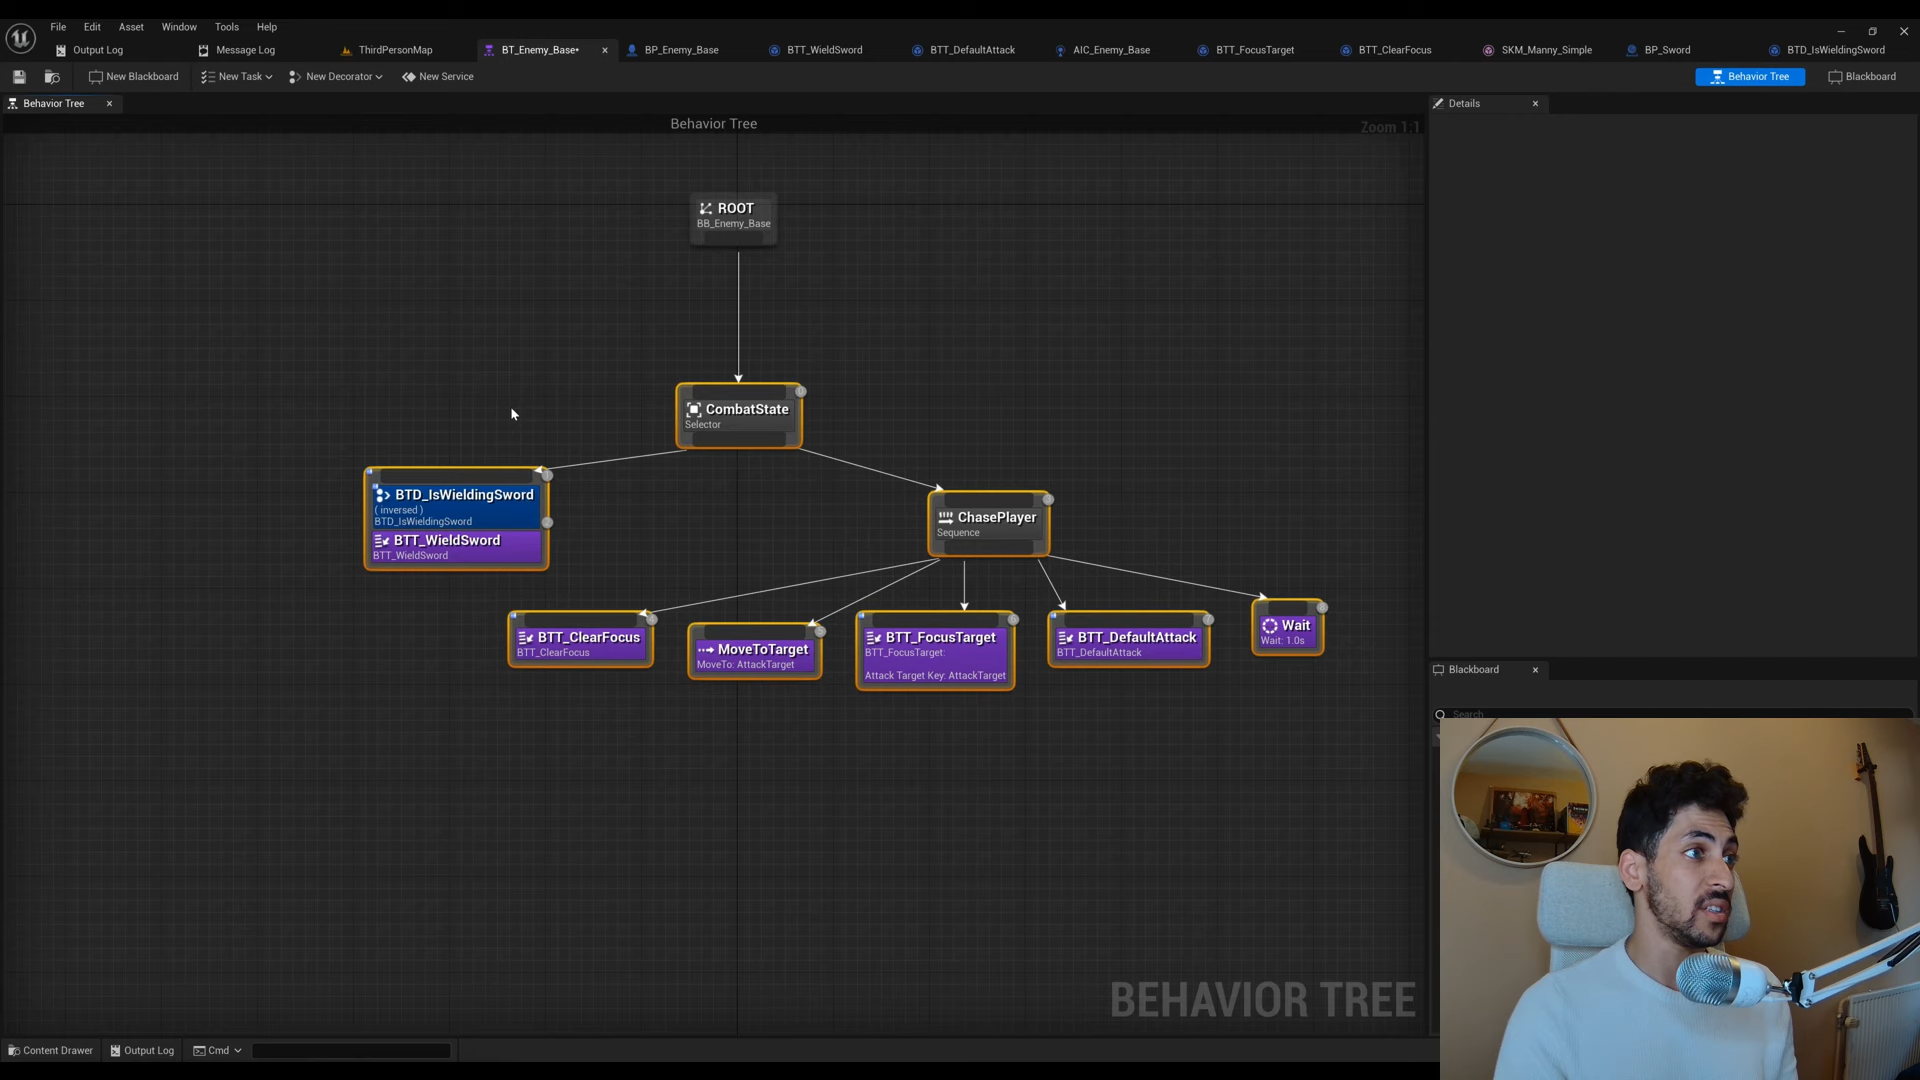 File Edit Asset Window Tools Help
Output Log Message Log ThirdPersonMap BT_Enemy_Base• BP_Enemy_Base BTT_WieldSword BTT_DefaultAttack AIC_Enemy_Base BTT_FocusTarget BTT_ClearFocus SKM_Manny_Simple BP_Sword BTD_IsWieldingSword
New Blackboard New Task New Decorator New Service Behavior Tree Blackboard
Behavior Tree Details
Behavior Tree Zoom 1:1
ROOT
BB_Enemy_Base
CombatState
Selector
BTD_IsWieldingSword
( inversed )
BTD_IsWieldingSword
BTT_WieldSword
BTT_WieldSword
ChasePlayer
Sequence
BTT_ClearFocus
BTT_ClearFocus
MoveToTarget
MoveTo: AttackTarget
BTT_FocusTarget
BTT_FocusTarget:
Attack Target Key: AttackTarget
BTT_DefaultAttack
BTT_DefaultAttack
Wait
Wait: 1.0s
Blackboard
Search
BEHAVIOR TREE
Content Drawer Output Log Cmd